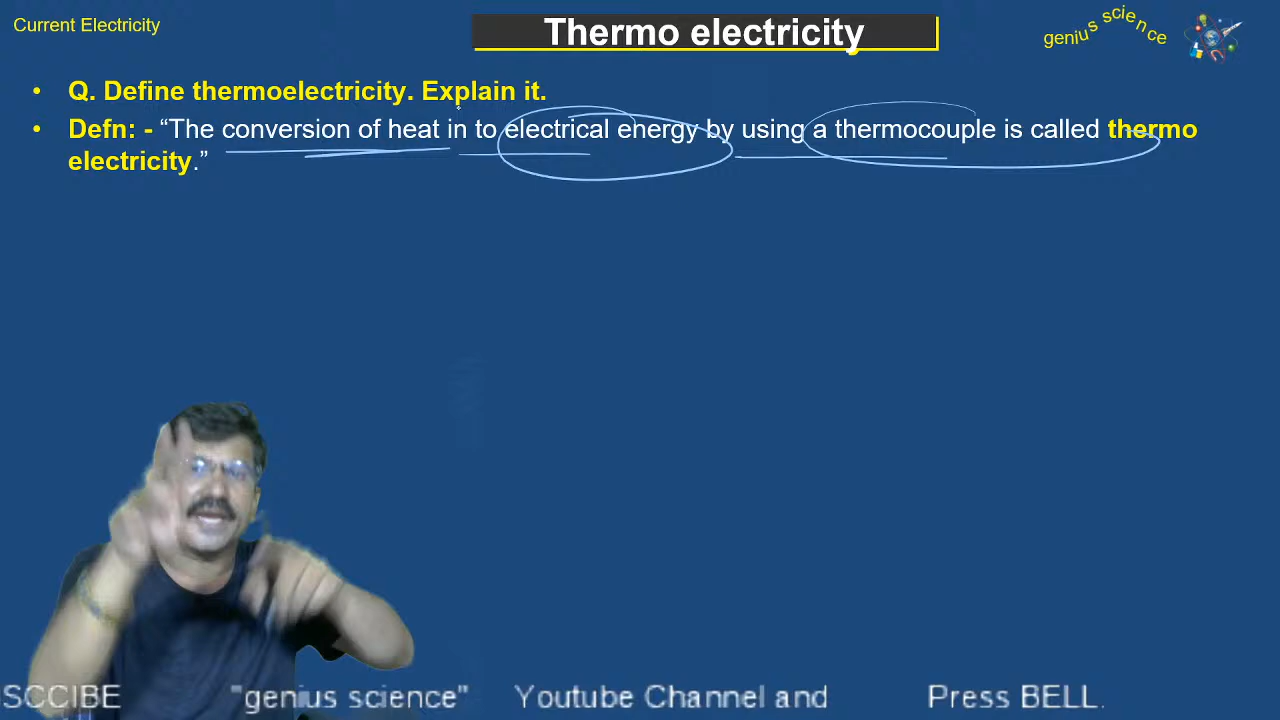 Current Electricity
Thermo electricity
genius science
• Q. Define thermoelectricity. Explain it.
• Defn: - “The conversion of heat in to electrical energy by using a thermocouple is called thermo
electricity.”
SCCIBE "genius science" Youtube Channel and Press BELL.